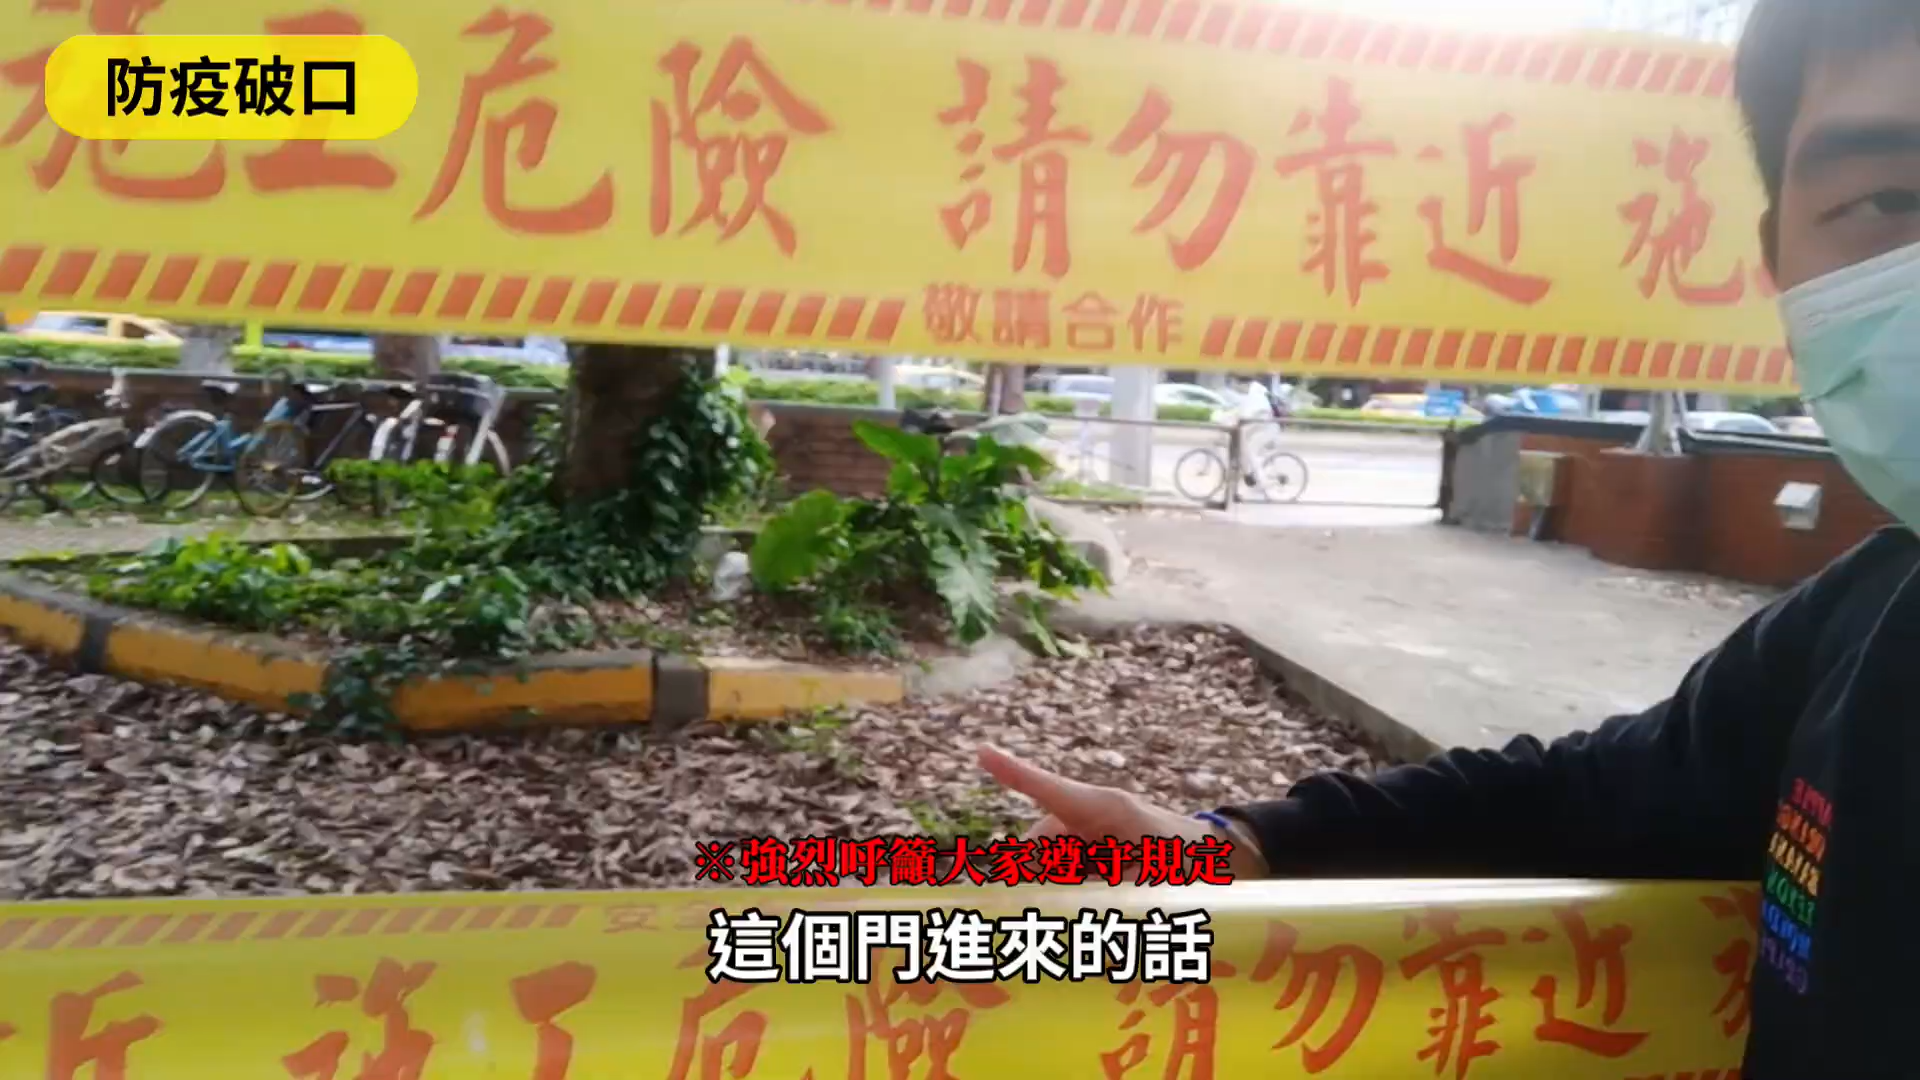 防疫破口
施工危險 請勿靠近 施
敬請合作
※強烈呼籲大家遵守規定
這個門進來的話
近 施工危險 請勿靠近